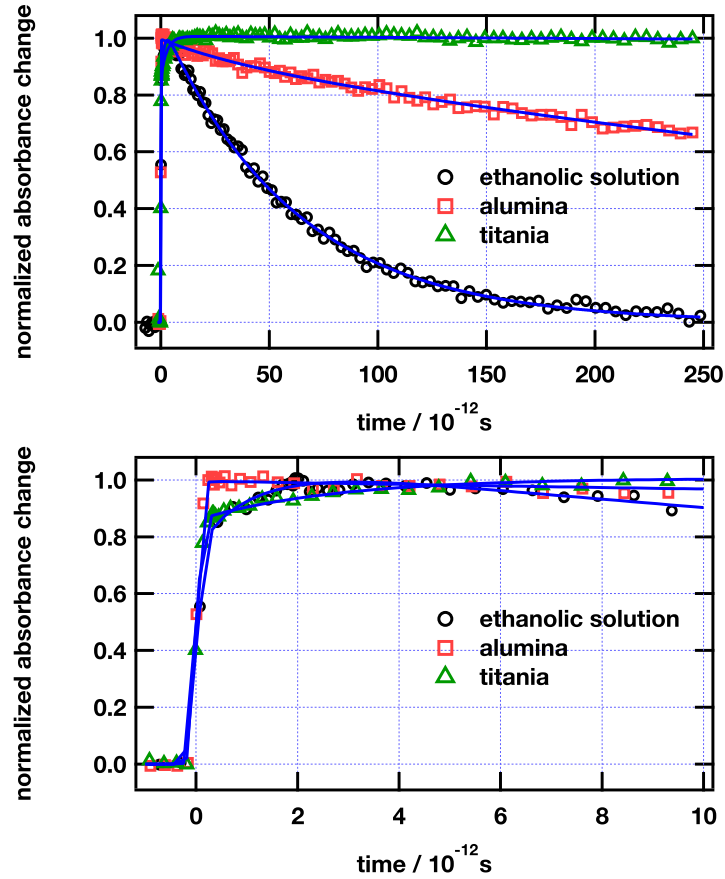 normalized absorbance change
1.0
0.8
0.6
0.4
0.2
0.0
ethanolic solution
alumina
titania
0 50 100 150 200 250
time / 10⁻¹²s
normalized absorbance change
1.0
0.8
0.6
0.4
0.2
0.0
ethanolic solution
alumina
titania
0 2 4 6 8 10
time / 10⁻¹²s